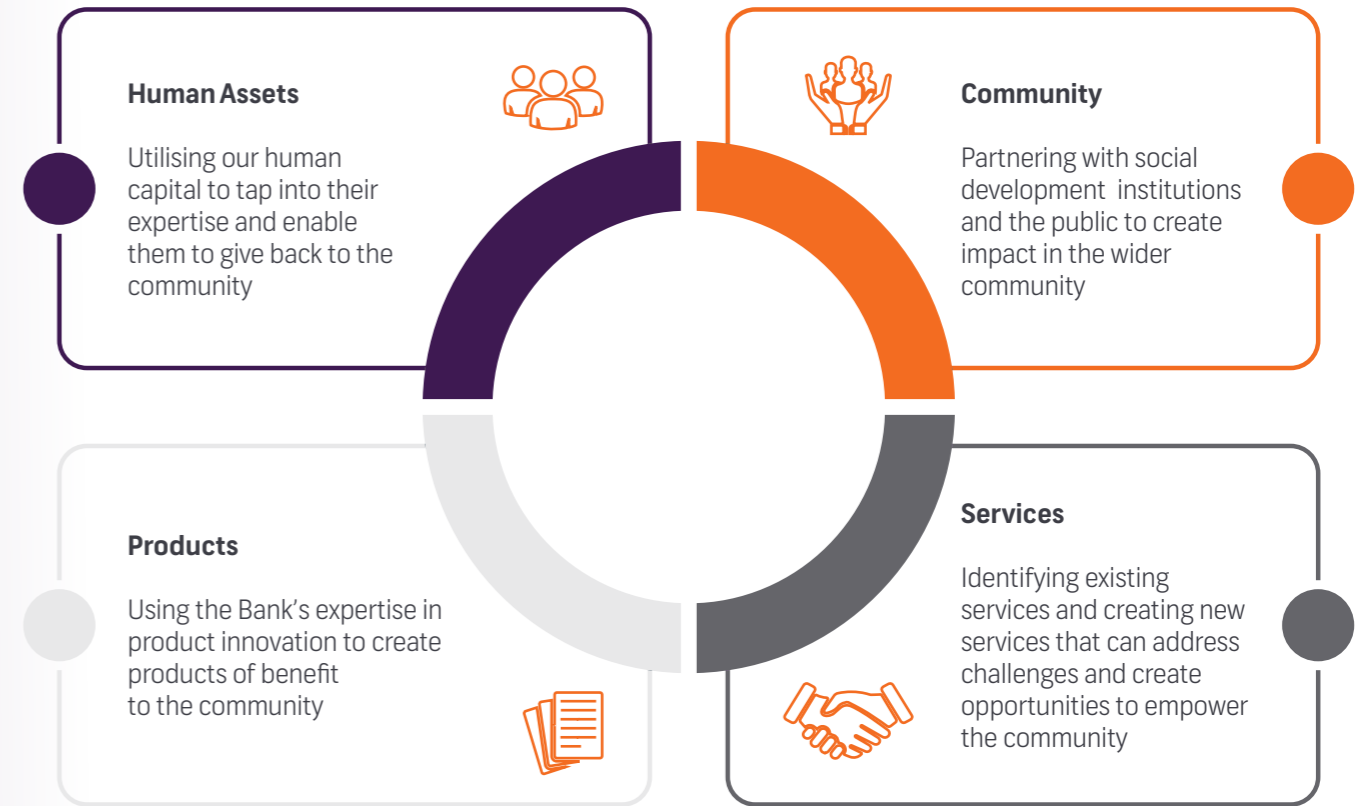 Human Assets
Utilising our human
capital to tap into their
expertise and enable
them to give back to the
community
Community
Partnering with social
development institutions
and the public to create
impact in the wider
community
Products
Using the Bank’s expertise in
product innovation to create
products of benefit
to the community
Services
Identifying existing
services and creating new
services that can address
challenges and create
opportunities to empower
the community